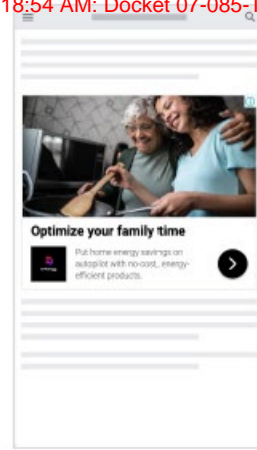 18:54 AM: Docket 07-085-1
Optimize your family time
Put home energy savings on
autopilot with no-cost, energy-
efficient products.